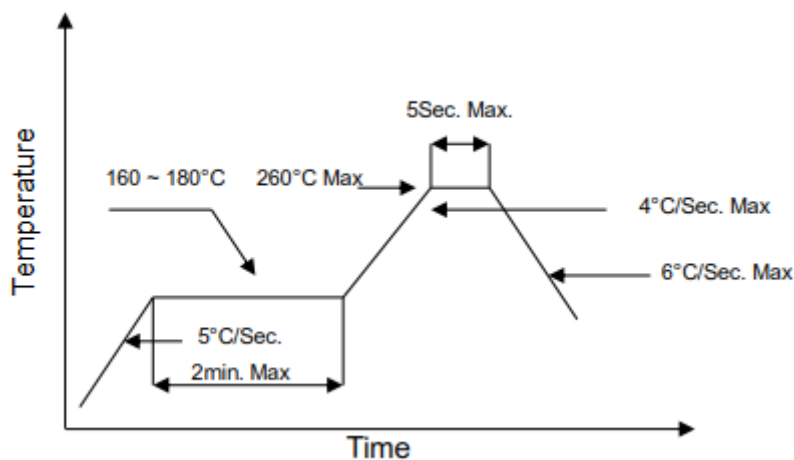 5Sec. Max.
160 ~ 180°C
260°C Max
4°C/Sec. Max
6°C/Sec. Max
5°C/Sec.
2min. Max
Temperature
Time